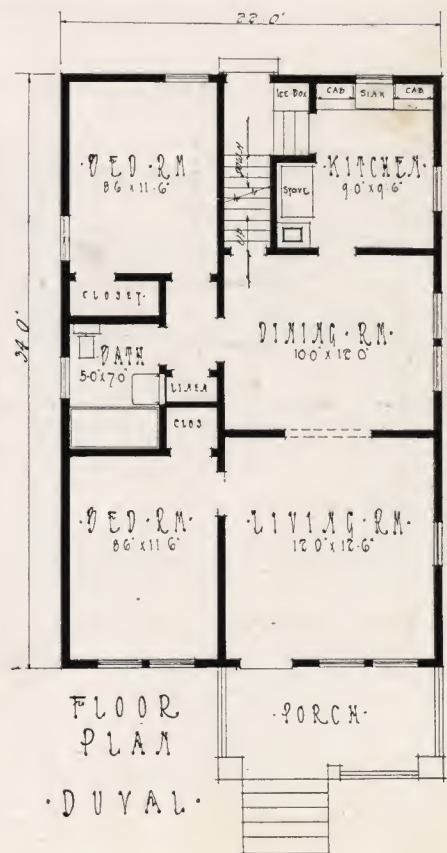 22'-0"
34'-0"
·BED·RM·
8'6" x 11'-6"
ICE·BOX
CAB
SINK
CAB
·KITCHEN·
9'-0" x 9'-6"
STOVE
DOWN
UP
CLOSET
BATH
5'-0" x 7'-0"
LINEN
CLOS
DINING·RM·
10'-0" x 12'-0"
·BED·RM·
8'6" x 11'-6"
·LIVING·RM·
12'-0" x 12'-6"
·PORCH·
FLOOR
PLAN
·DUVAL·